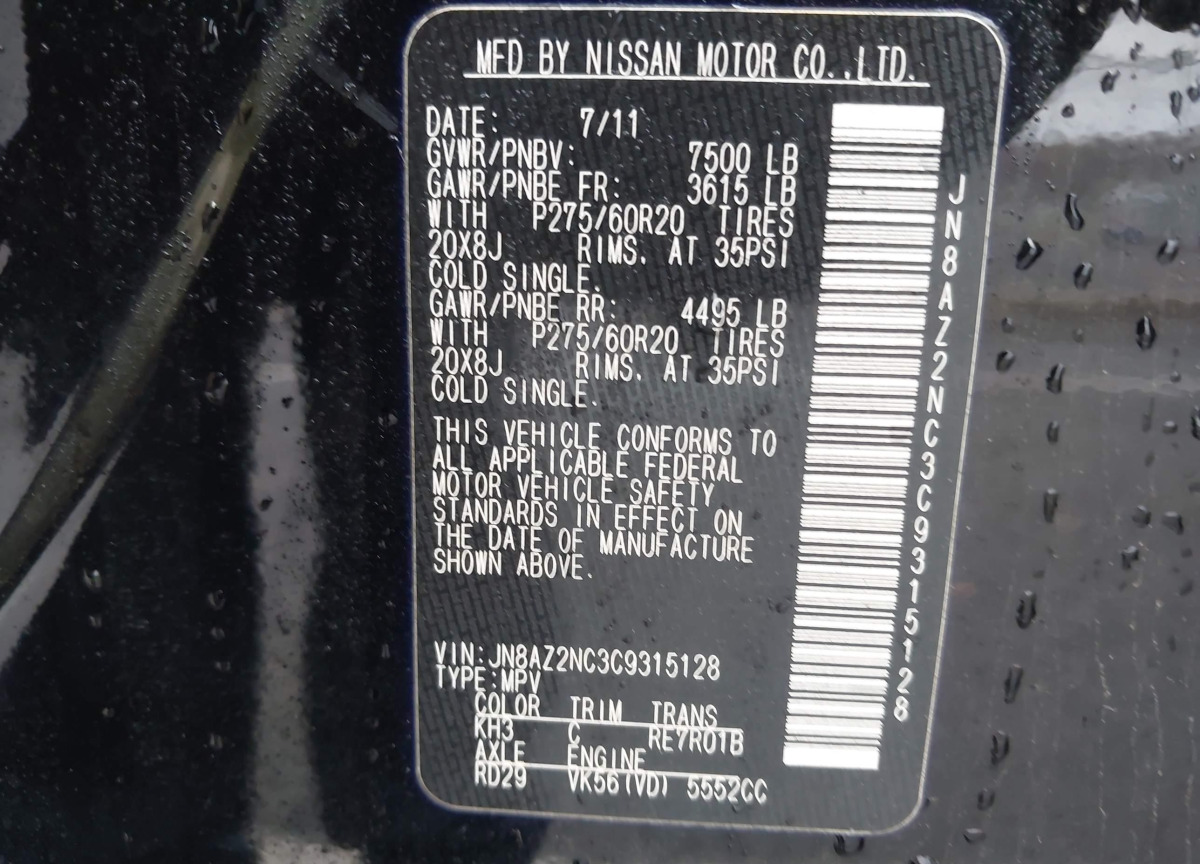 MFD BY NISSAN MOTOR CO.,LTD.
DATE: 7/11
GVWR/PNBV: 7500 LB
GAWR/PNBE FR: 3615 LB
WITH P275/60R20 TIRES
20X8J RIMS. AT 35PSI
COLD SINGLE.
GAWR/PNBE RR: 4495 LB
WITH P275/60R20 TIRES
20X8J RIMS. AT 35PSI
COLD SINGLE.
THIS VEHICLE CONFORMS TO
ALL APPLICABLE FEDERAL
MOTOR VEHICLE SAFETY
STANDARDS IN EFFECT ON
THE DATE OF MANUFACTURE
SHOWN ABOVE.
VIN:JN8AZ2NC3C9315128
TYPE:MPV
COLOR TRIM TRANS
KH3 C RE7R01B
AXLE ENGINE
RD29 VK56(VD) 5552CC
JN8AZ2NC3C9315128